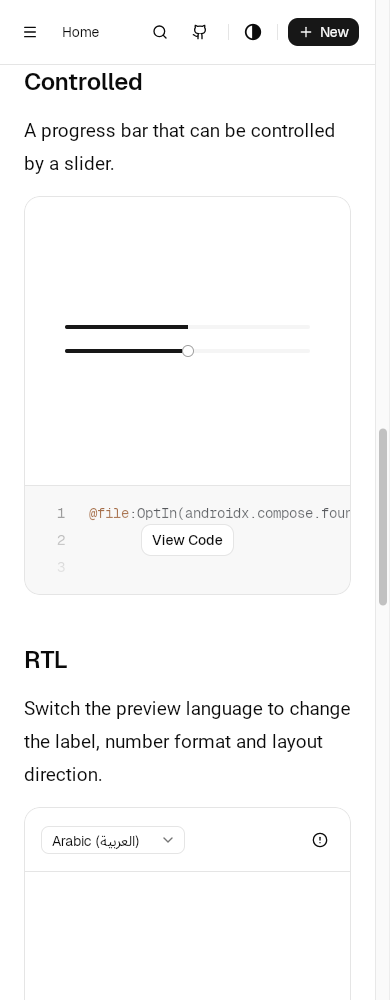 Home
New
Controlled
A progress bar that can be controlled
by a slider.
1 @file:OptIn(androidx.compose.four
2
View Code
3
RTL
Switch the preview language to change
the label, number format and layout
direction.
Arabic (العربية)